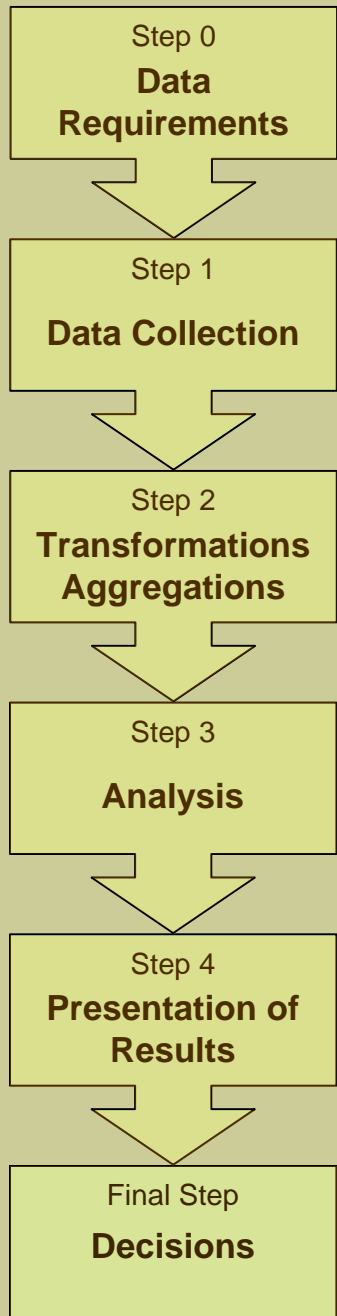 Step 0
Data
Requirements
Step 1
Data Collection
Step 2
Transformations
Aggregations
Step 3
Analysis
Step 4
Presentation of
Results
Final Step
Decisions